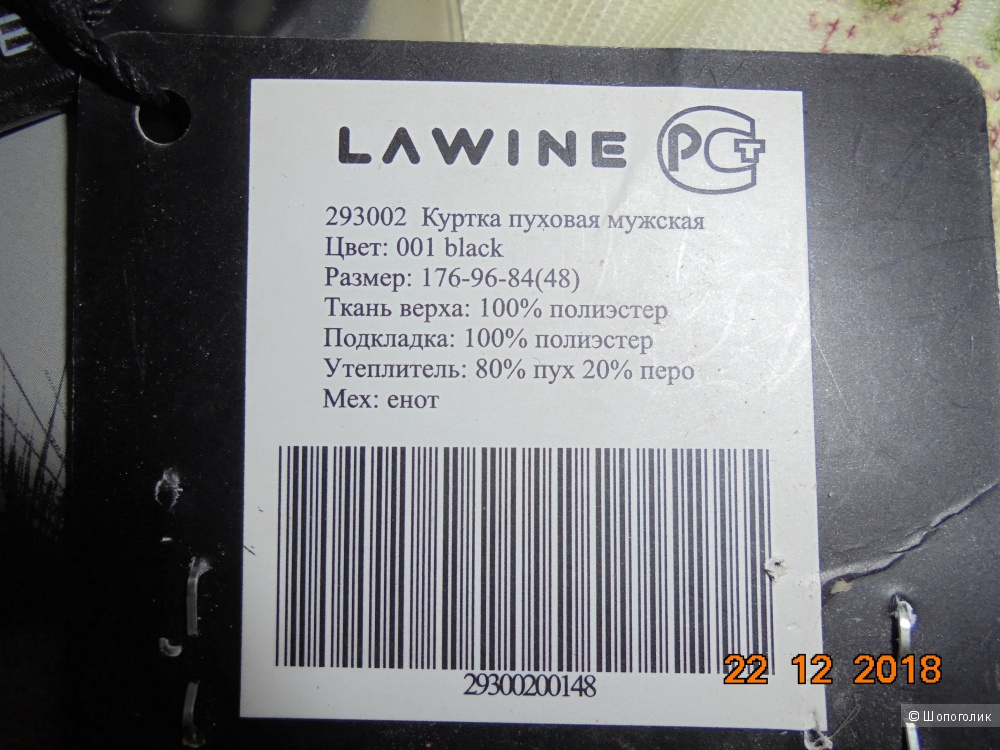 E
LAWINE РСТ
293002 Куртка пуховая мужская
Цвет: 001 black
Размер: 176-96-84(48)
Ткань верха: 100% полиэстер
Подкладка: 100% полиэстер
Утеплитель: 80% пух 20% перо
Мех: енот
29300200148
22 12 2018
© Шопоголик